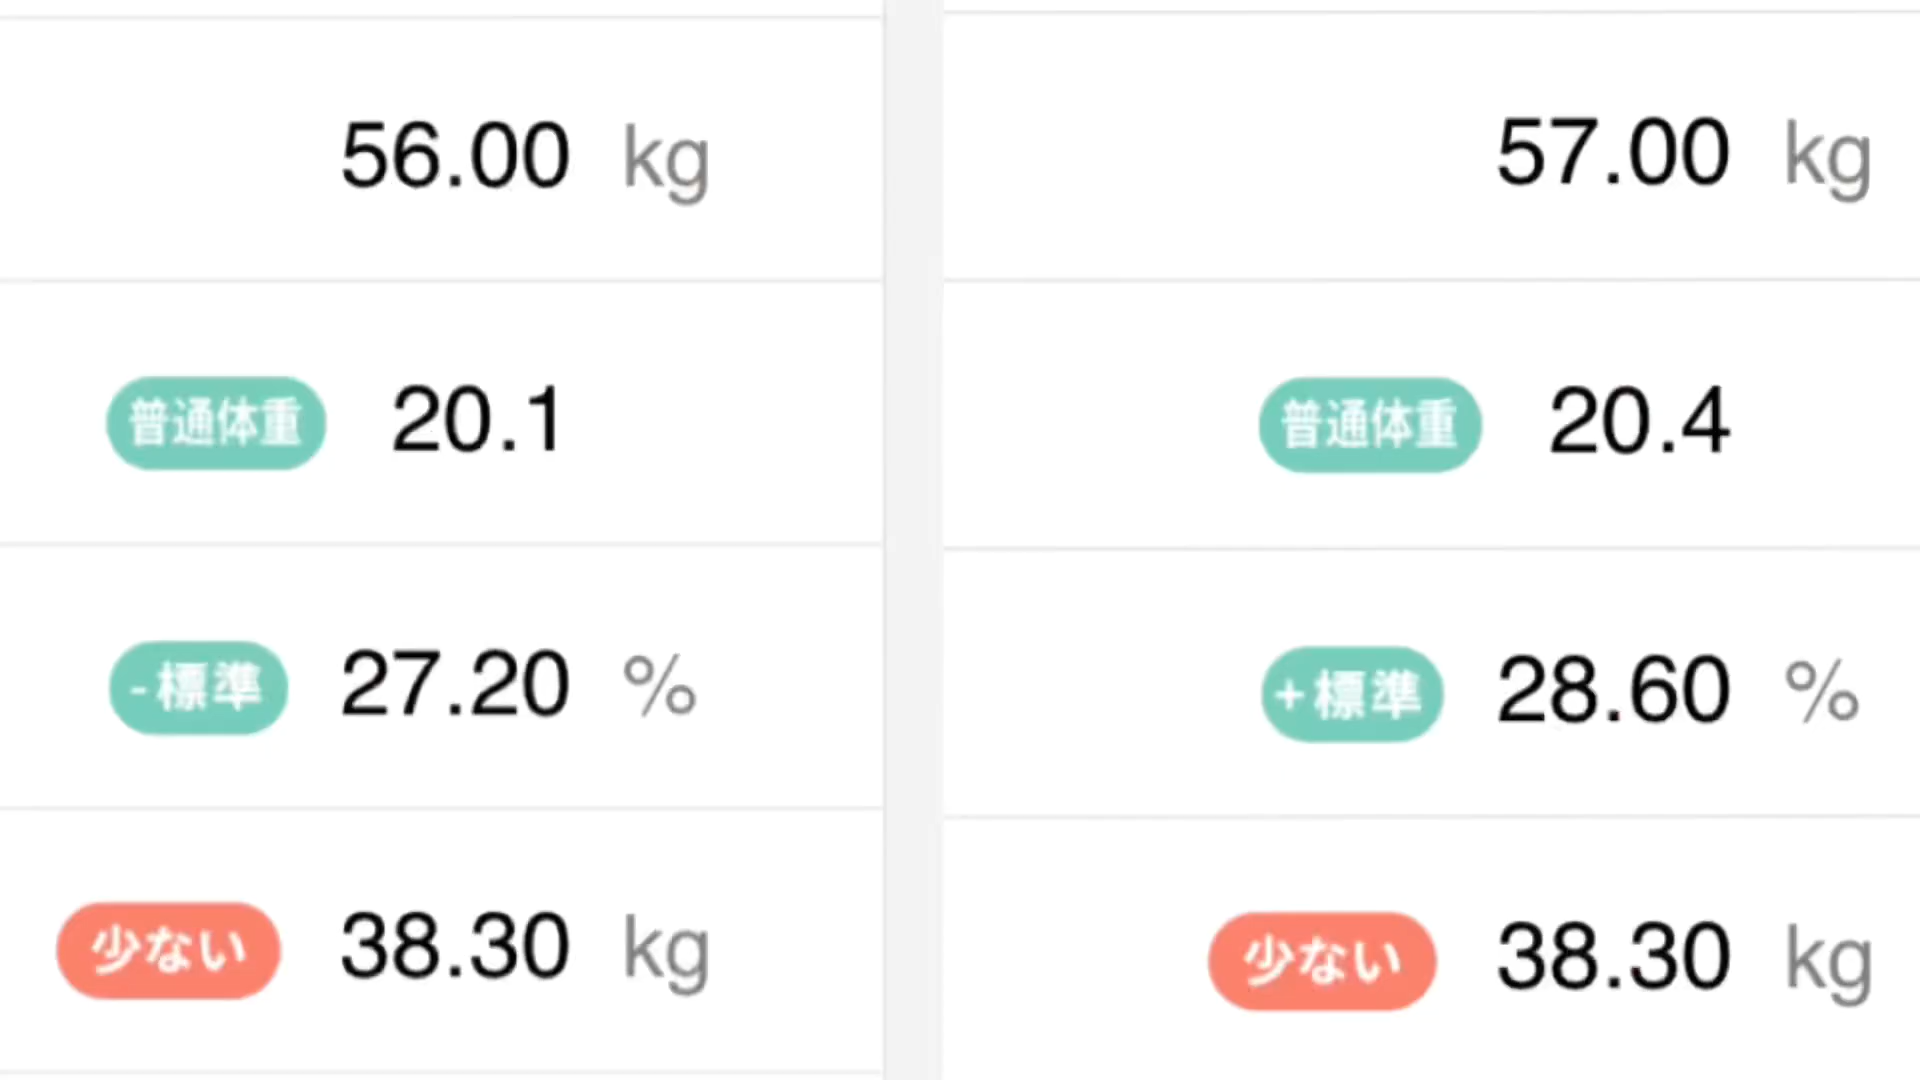 56.00 kg
普通体重 20.1
-標準 27.20 %
少ない 38.30 kg
57.00 kg
普通体重 20.4
+標準 28.60 %
少ない 38.30 kg